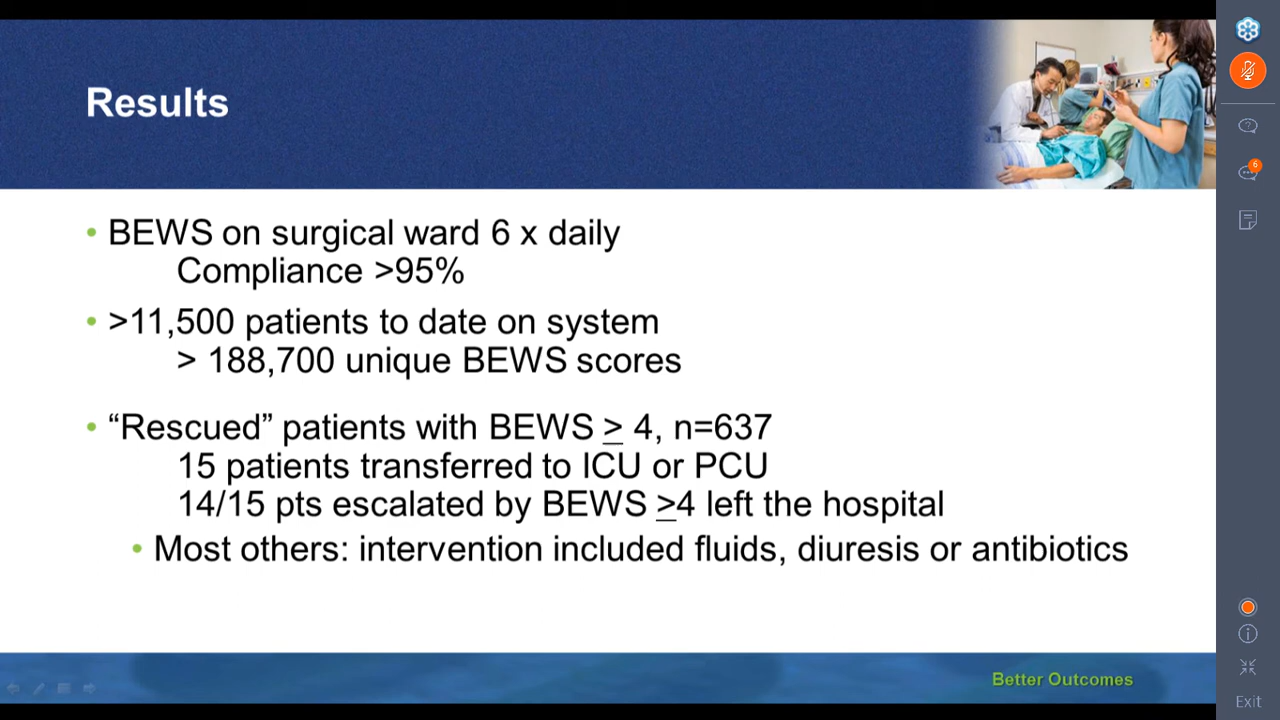 Results
• BEWS on surgical ward 6 x daily
Compliance >95%
• >11,500 patients to date on system
> 188,700 unique BEWS scores
• “Rescued” patients with BEWS ≥ 4, n=637
15 patients transferred to ICU or PCU
14/15 pts escalated by BEWS ≥4 left the hospital
• Most others: intervention included fluids, diuresis or antibiotics
Better Outcomes
6
Exit